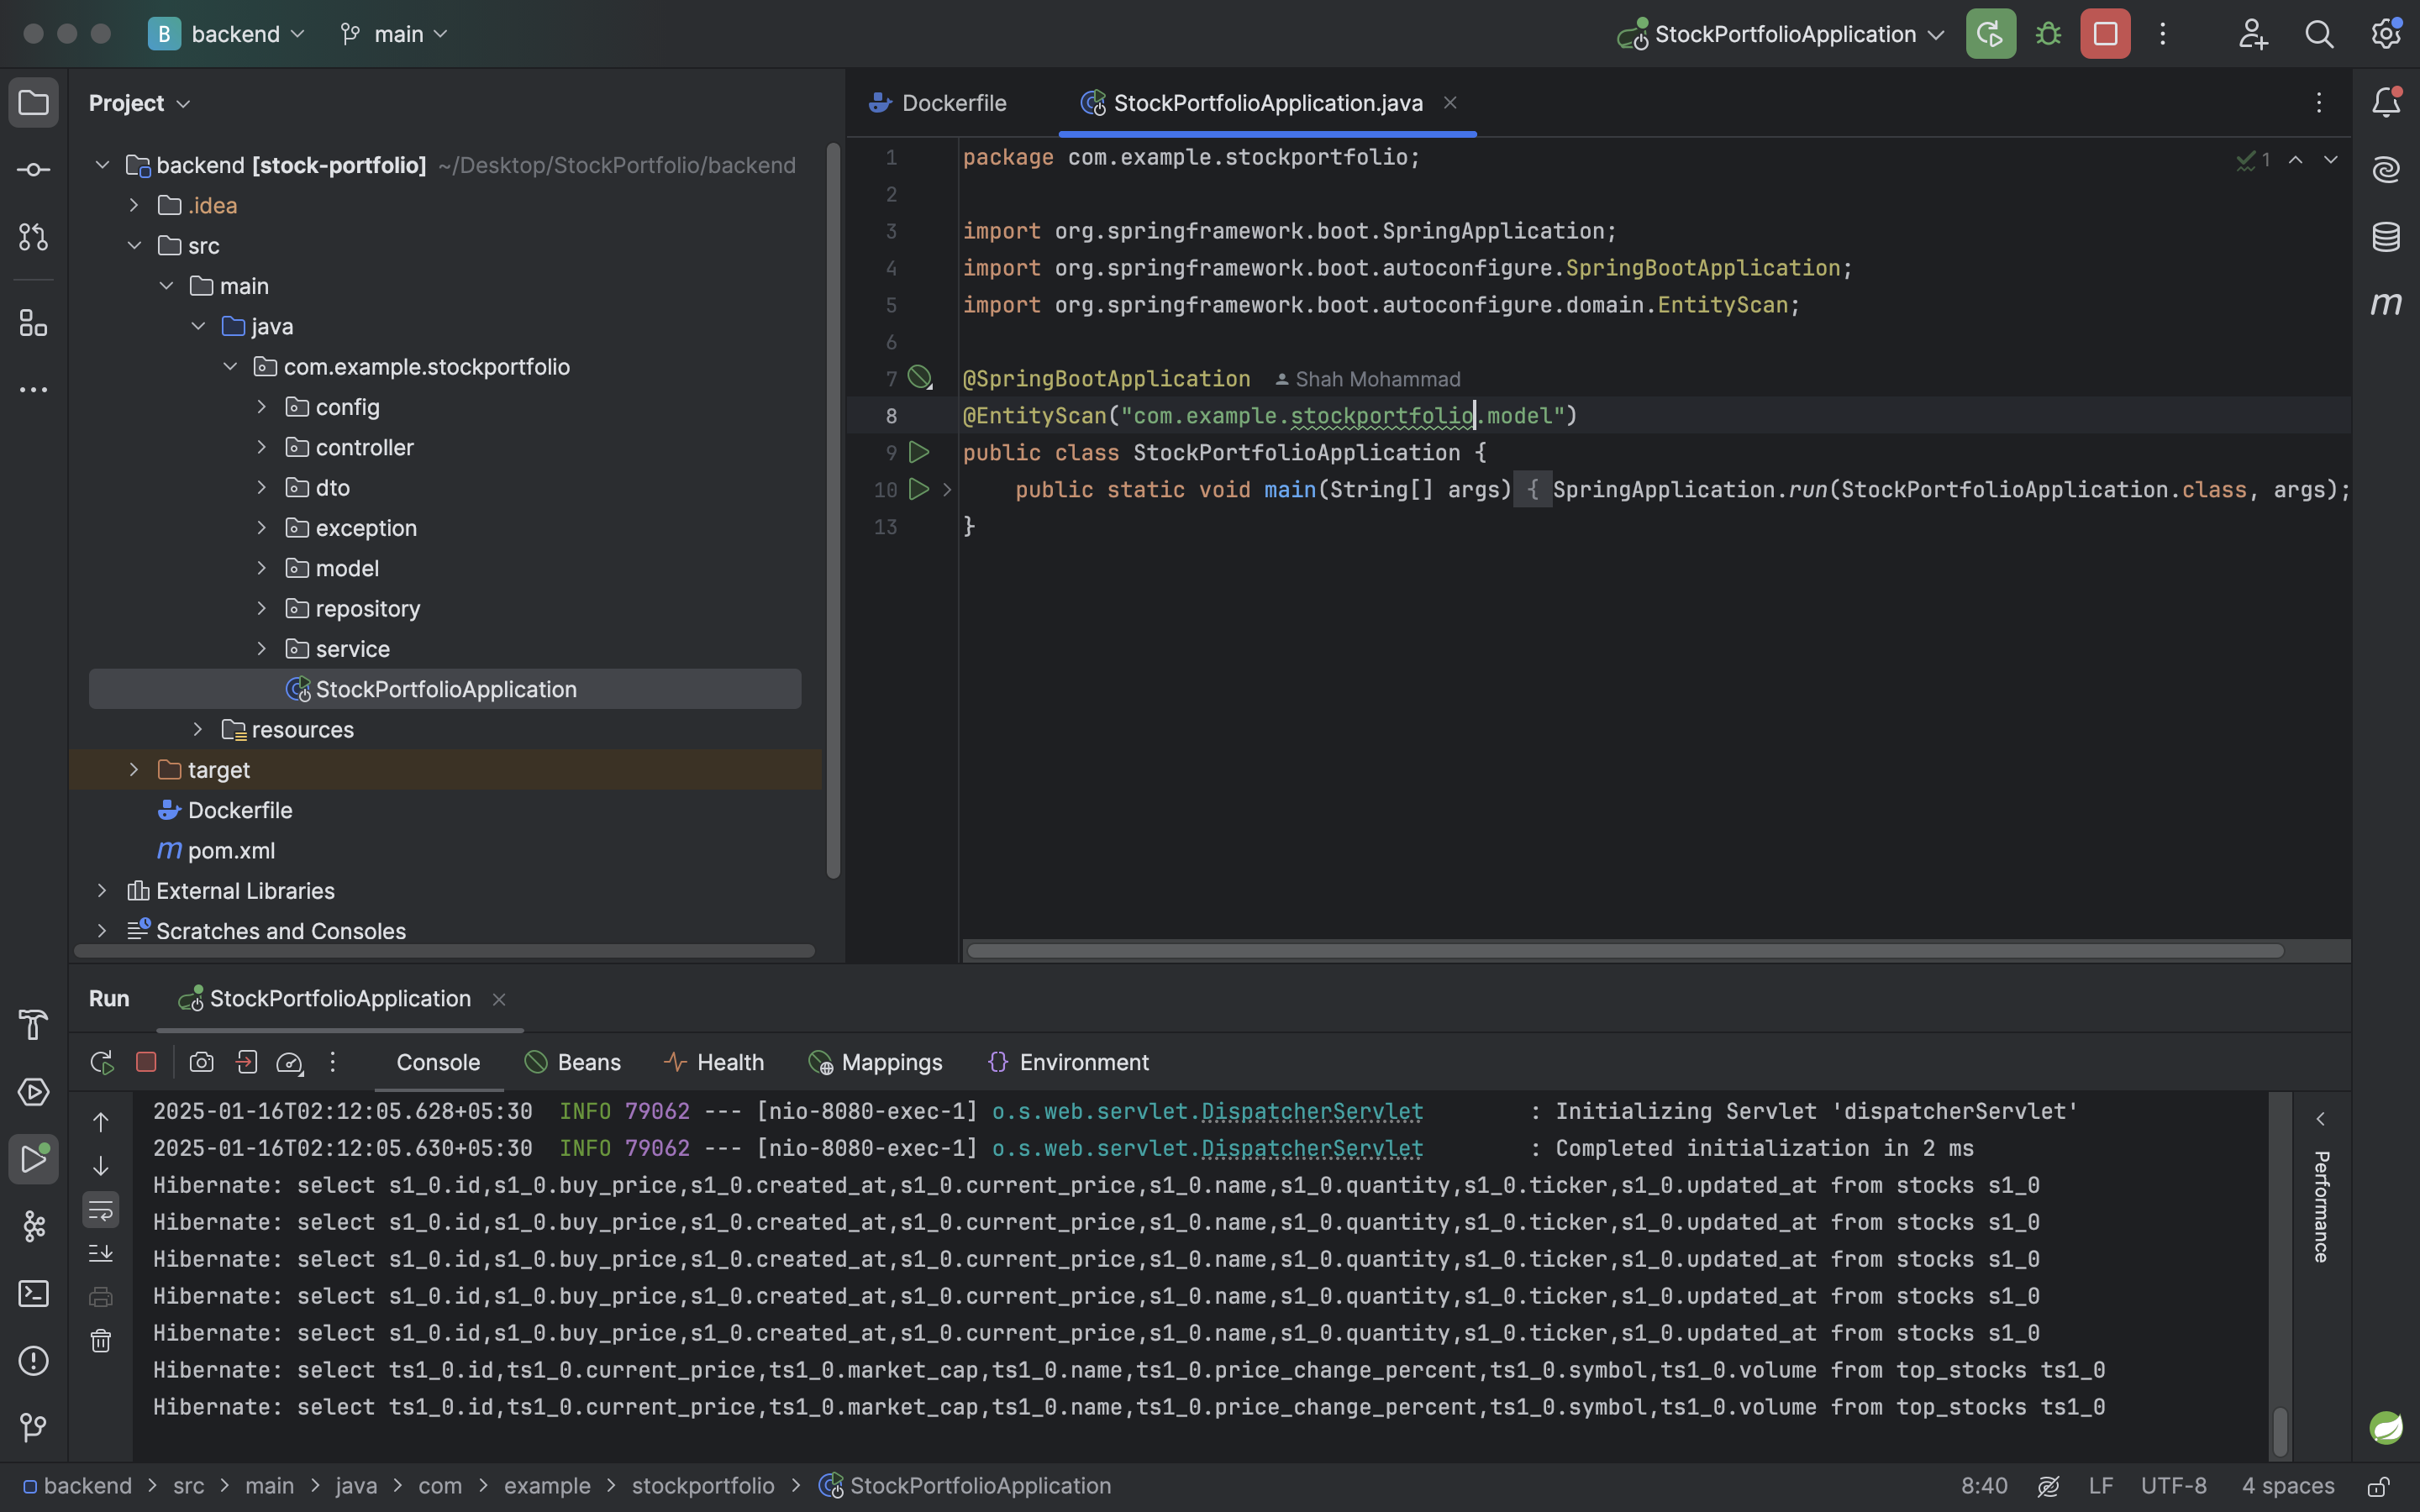 B backend main StockPortfolioApplication
Project
backend [stock-portfolio] ~/Desktop/StockPortfolio/backend
.idea
src
main
java
com.example.stockportfolio
config
controller
dto
exception
model
repository
service
StockPortfolioApplication
resources
target
Dockerfile
m pom.xml
External Libraries
Scratches and Consoles
Dockerfile StockPortfolioApplication.java
1 package com.example.stockportfolio; 1
2
3 import org.springframework.boot.SpringApplication;
4 import org.springframework.boot.autoconfigure.SpringBootApplication;
5 import org.springframework.boot.autoconfigure.domain.EntityScan;
6
7 @SpringBootApplication Shah Mohammad
8 @EntityScan("com.example.stockportfolio.model")
9 public class StockPortfolioApplication {
10 public static void main(String[] args) { SpringApplication.run(StockPortfolioApplication.class, args);
13 }
m
Run StockPortfolioApplication
Console Beans Health Mappings Environment
2025-01-16T02:12:05.628+05:30 INFO 79062 --- [nio-8080-exec-1] o.s.web.servlet.DispatcherServlet : Initializing Servlet 'dispatcherServlet'
2025-01-16T02:12:05.630+05:30 INFO 79062 --- [nio-8080-exec-1] o.s.web.servlet.DispatcherServlet : Completed initialization in 2 ms
Hibernate: select s1_0.id,s1_0.buy_price,s1_0.created_at,s1_0.current_price,s1_0.name,s1_0.quantity,s1_0.ticker,s1_0.updated_at from stocks s1_0
Hibernate: select s1_0.id,s1_0.buy_price,s1_0.created_at,s1_0.current_price,s1_0.name,s1_0.quantity,s1_0.ticker,s1_0.updated_at from stocks s1_0
Hibernate: select s1_0.id,s1_0.buy_price,s1_0.created_at,s1_0.current_price,s1_0.name,s1_0.quantity,s1_0.ticker,s1_0.updated_at from stocks s1_0
Hibernate: select s1_0.id,s1_0.buy_price,s1_0.created_at,s1_0.current_price,s1_0.name,s1_0.quantity,s1_0.ticker,s1_0.updated_at from stocks s1_0
Hibernate: select s1_0.id,s1_0.buy_price,s1_0.created_at,s1_0.current_price,s1_0.name,s1_0.quantity,s1_0.ticker,s1_0.updated_at from stocks s1_0
Hibernate: select ts1_0.id,ts1_0.current_price,ts1_0.market_cap,ts1_0.name,ts1_0.price_change_percent,ts1_0.symbol,ts1_0.volume from top_stocks ts1_0
Hibernate: select ts1_0.id,ts1_0.current_price,ts1_0.market_cap,ts1_0.name,ts1_0.price_change_percent,ts1_0.symbol,ts1_0.volume from top_stocks ts1_0
Performance
backend > src > main > java > com > example > stockportfolio > StockPortfolioApplication 8:40 LF UTF-8 4 spaces